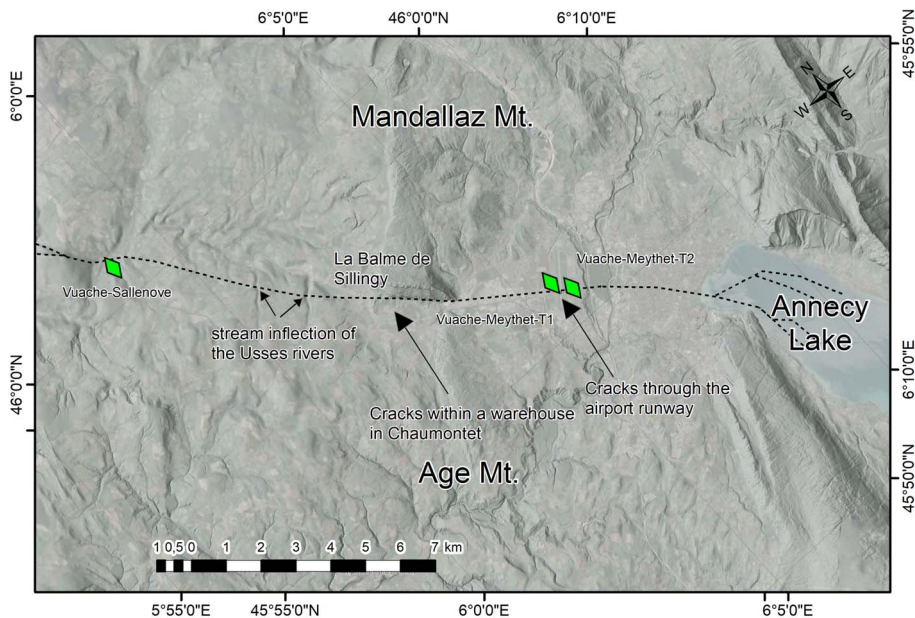 6°5'0"E
46°0'0"N
6°10'0"E
45°55'0"N
6°0'0"E
N
E
W
S
Mandallaz Mt.
La Balme de
Sillingy
Vuache-Meythet-T2
Vuache-Sallenove
Annecy
Lake
Vuache-Meythet-T1
stream inflection of
the Usses rivers
Cracks through the
airport runway
Cracks within a warehouse
in Chaumontet
46°0'0"N
6°10'0"E
Age Mt.
45°50'0"N
1 0,5 0 1 2 3 4 5 6 7 km
5°55'0"E
45°55'0"N
6°0'0"E
6°5'0"E